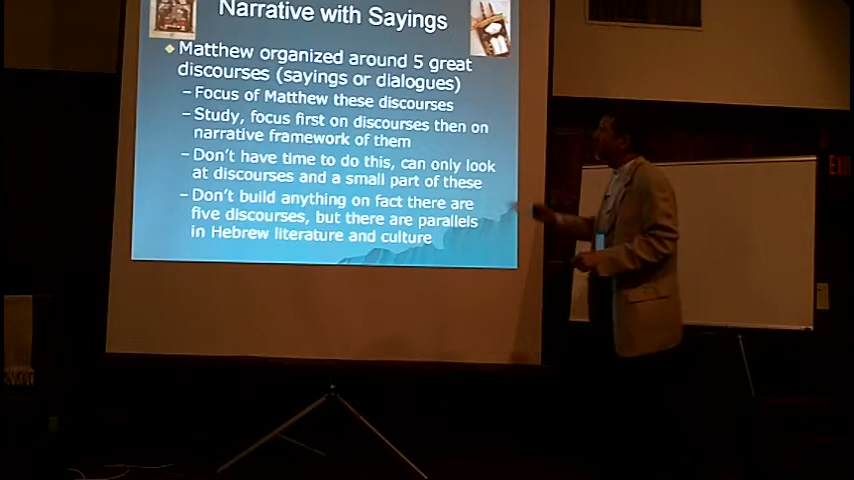 Narrative with Sayings
Matthew organized around 5 great
discourses (sayings or dialogues)
– Focus of Matthew these discourses
– Study, focus first on discourses then on
narrative framework of them
– Don't have time to do this, can only look
at discourses and a small part of these
– Don't build anything on fact there are
five discourses, but there are parallels
in Hebrew literature and culture
EXIT